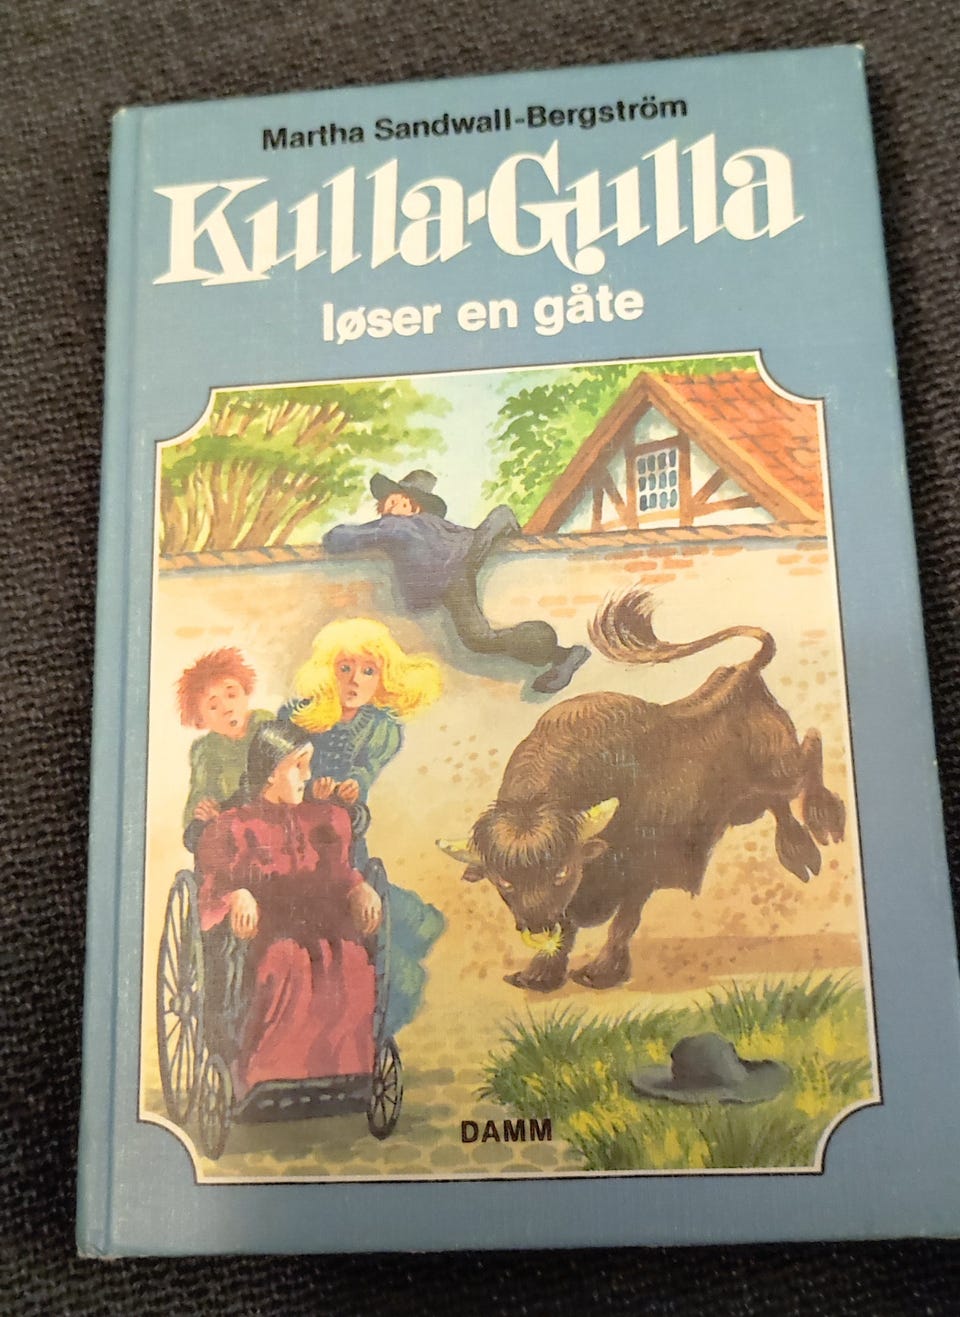 Martha Sandwall-Bergström
Kulla-Gulla
løser en gåte
DAMM